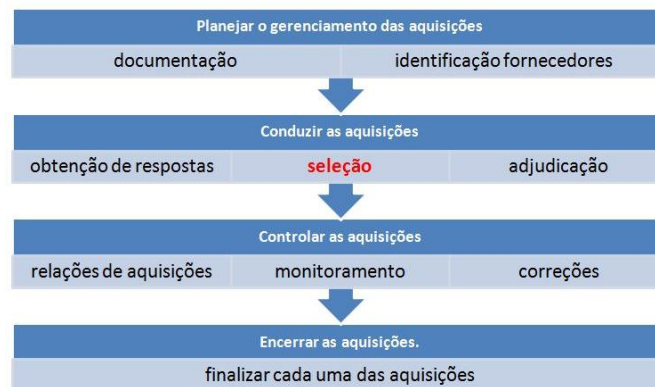 Planejar o gerenciamento das aquisições
documentação identificação fornecedores
Conduzir as aquisições
obtenção de respostas seleção adjudicação
Controlar as aquisições
relações de aquisições monitoramento correções
Encerrar as aquisições.
finalizar cada uma das aquisições